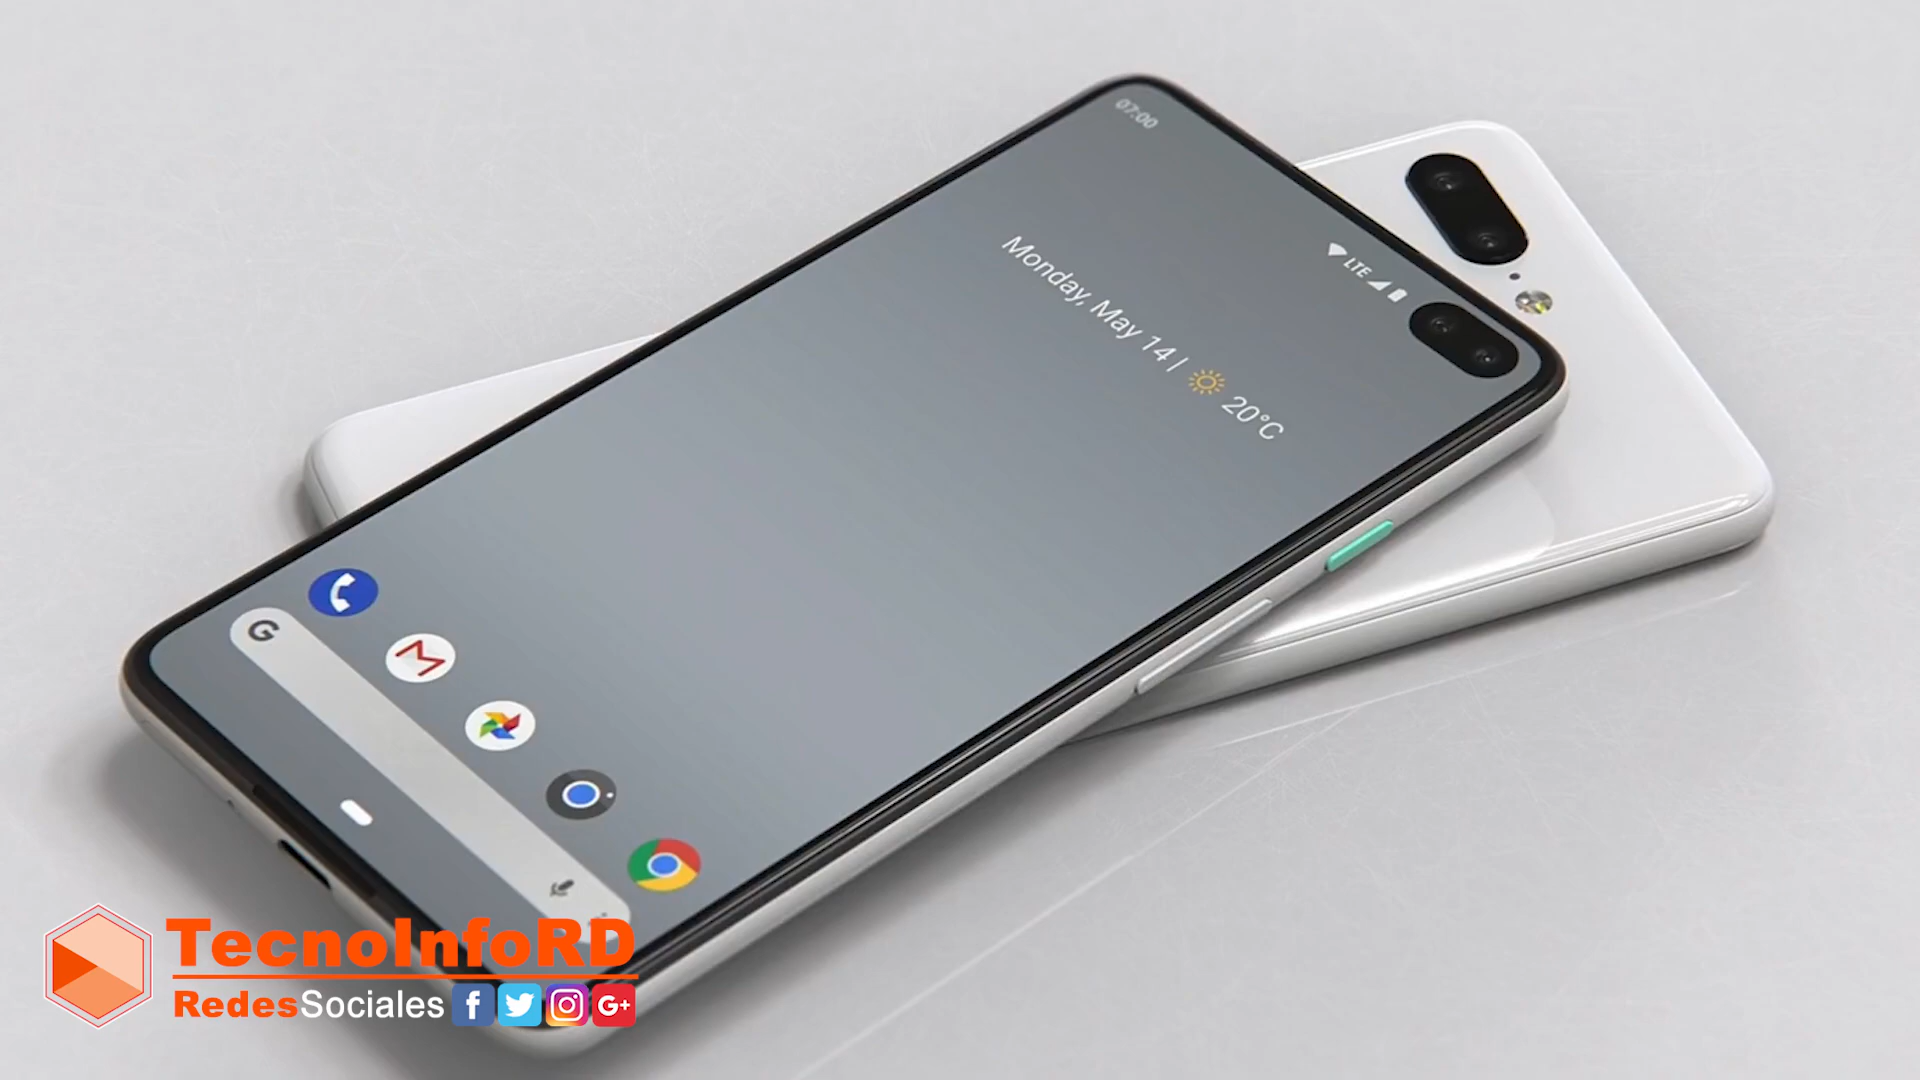 07:00
LTE
Monday, May 14 | 20°C
G
TecnoInfoRD
RedesSociales
G+